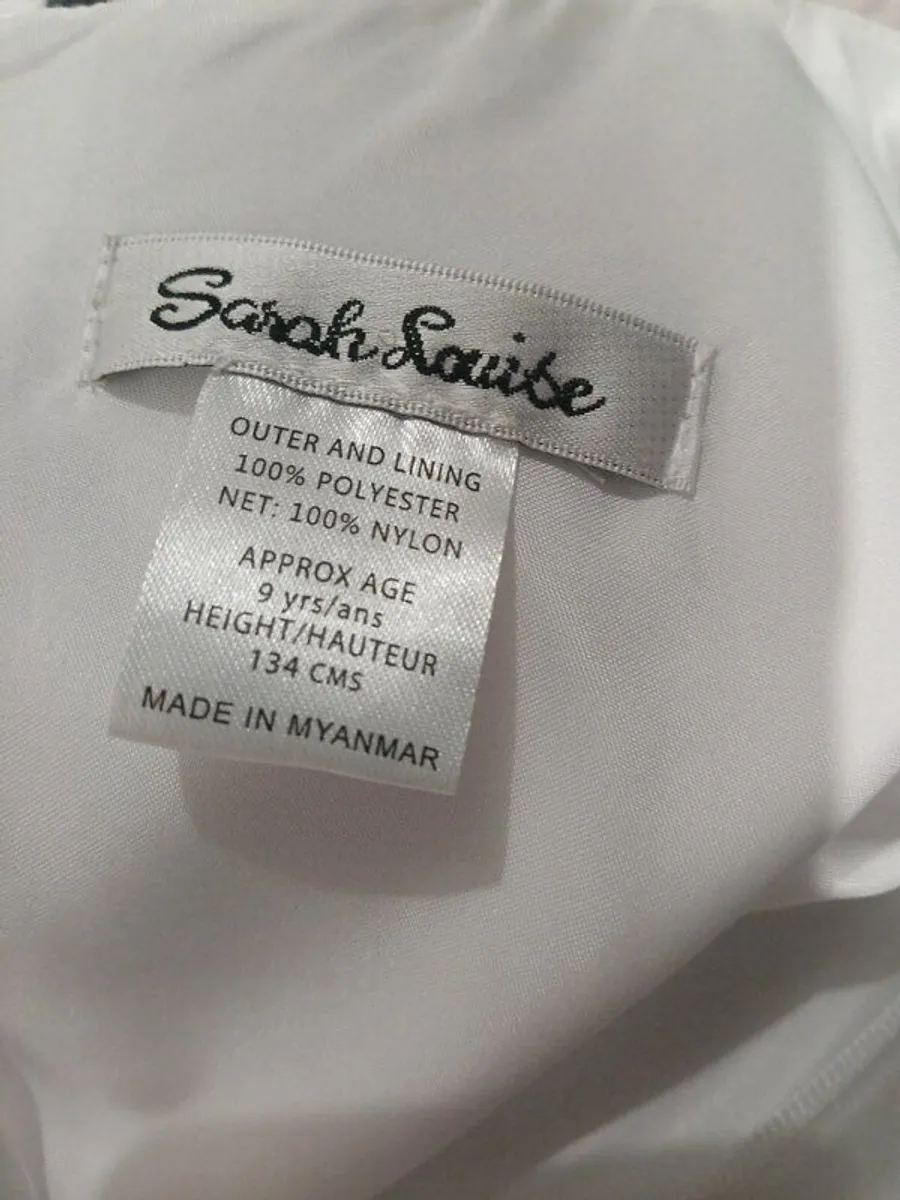 Sarah Louise
OUTER AND LINING
100% POLYESTER
NET: 100% NYLON
APPROX AGE
9 yrs/ans
HEIGHT/HAUTEUR
134 CMS
MADE IN MYANMAR